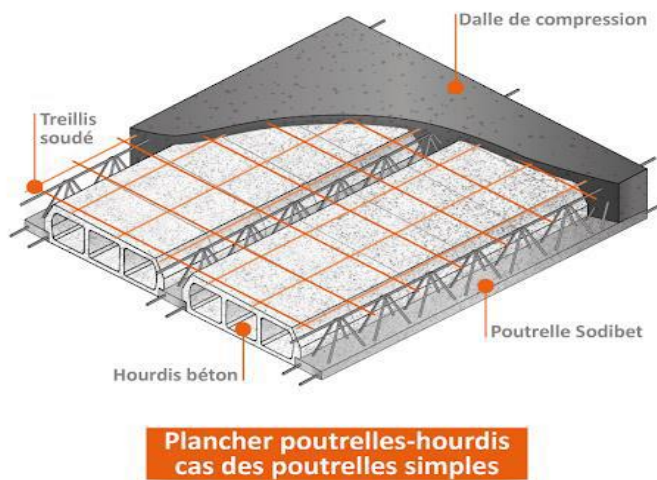 Dalle de compression
Treillis
soudé
Poutrelle Sodibet
Hourdis béton
Plancher poutrelles-hourdis
cas des poutrelles simples